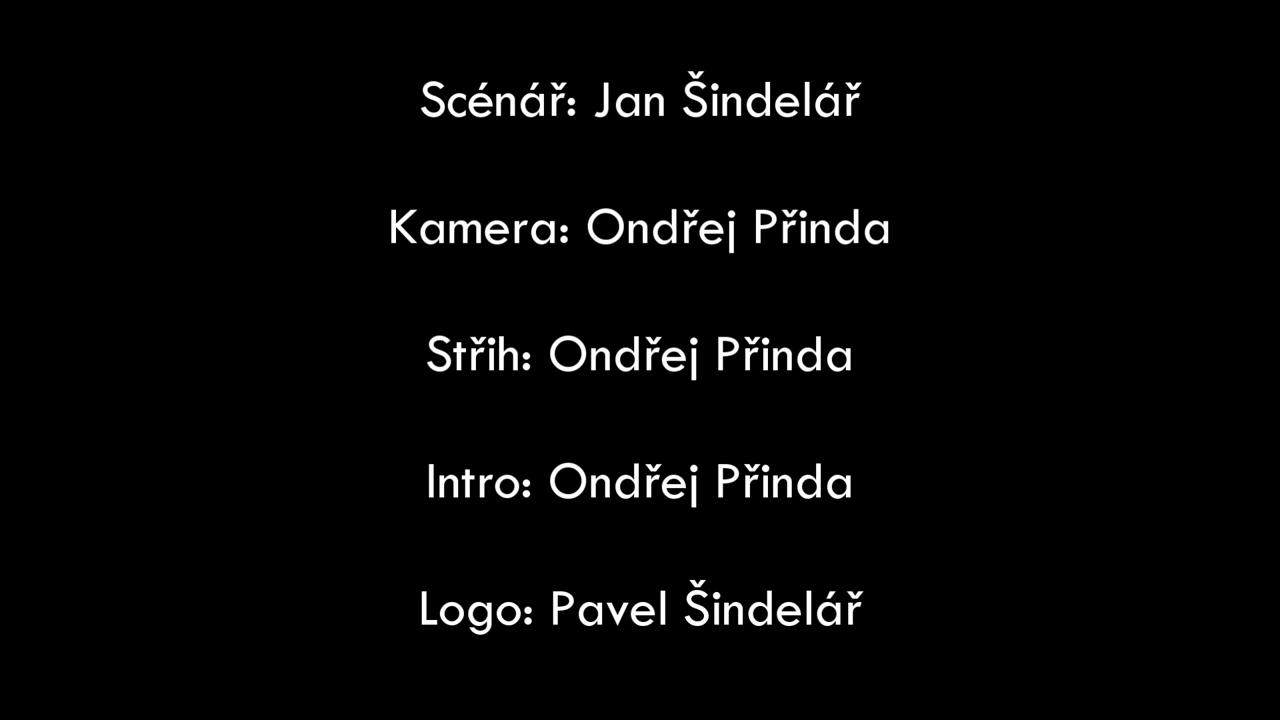 Scénář: Jan Šindelář
Kamera: Ondřej Přinda
Střih: Ondřej Přinda
Intro: Ondřej Přinda
Logo: Pavel Šindelář